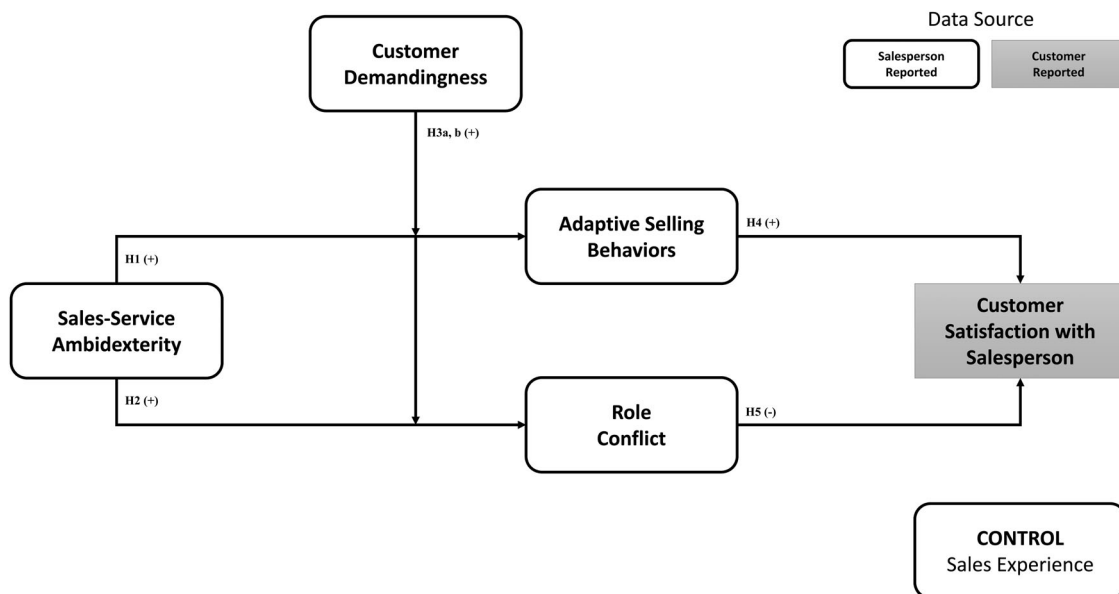 Data Source
Customer
Demandingness
Salesperson
Reported
Customer
Reported
H3a, b (+)
Adaptive Selling
Behaviors
H4 (+)
H1 (+)
Sales-Service
Ambidexterity
Customer
Satisfaction with
Salesperson
H2 (+)
Role
Conflict
H5 (-)
CONTROL
Sales Experience